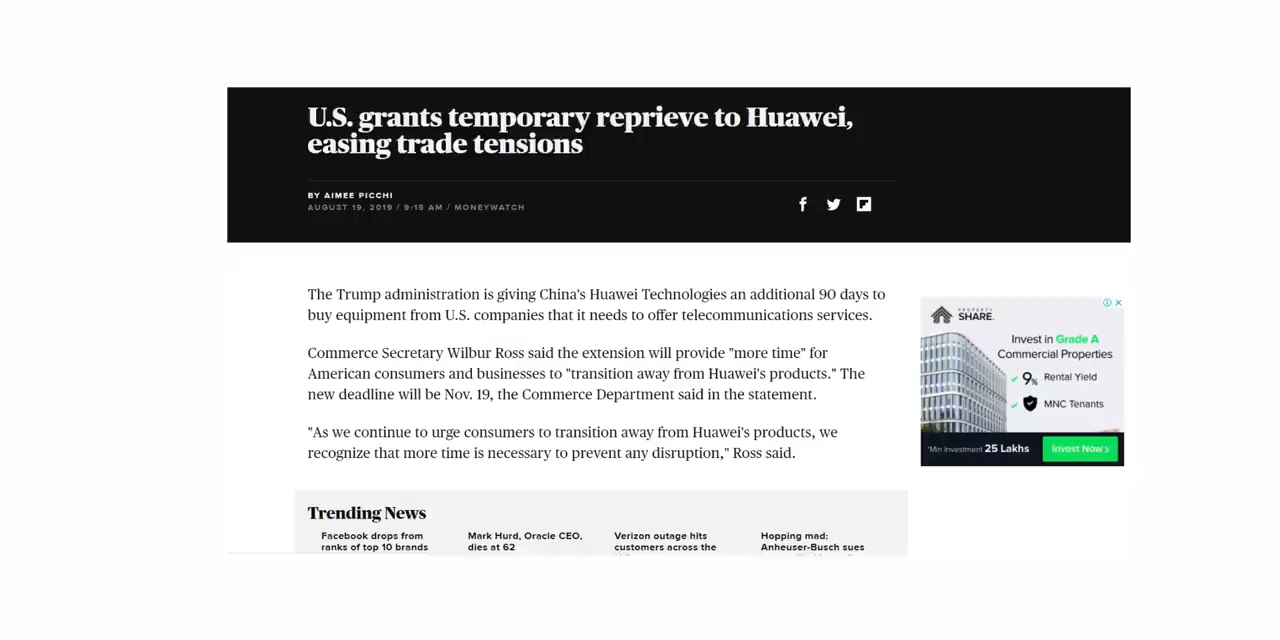 U.S. grants temporary reprieve to Huawei,
easing trade tensions
BY AIMEE PICCHI
AUGUST 19, 2019 / 9:15 AM / MONEYWATCH
The Trump administration is giving China's Huawei Technologies an additional 90 days to
buy equipment from U.S. companies that it needs to offer telecommunications services.
Commerce Secretary Wilbur Ross said the extension will provide "more time" for
American consumers and businesses to "transition away from Huawei's products." The
new deadline will be Nov. 19, the Commerce Department said in the statement.
"As we continue to urge consumers to transition away from Huawei's products, we
recognize that more time is necessary to prevent any disruption," Ross said.
PROPERTY
SHARE.
Invest in Grade A
Commercial Properties
9% Rental Yield
MNC Tenants
*Min Investment 25 Lakhs
Invest Now
Trending News
Facebook drops from
ranks of top 10 brands
Mark Hurd, Oracle CEO,
dies at 62
Verizon outage hits
customers across the
Hopping mad:
Anheuser-Busch sues